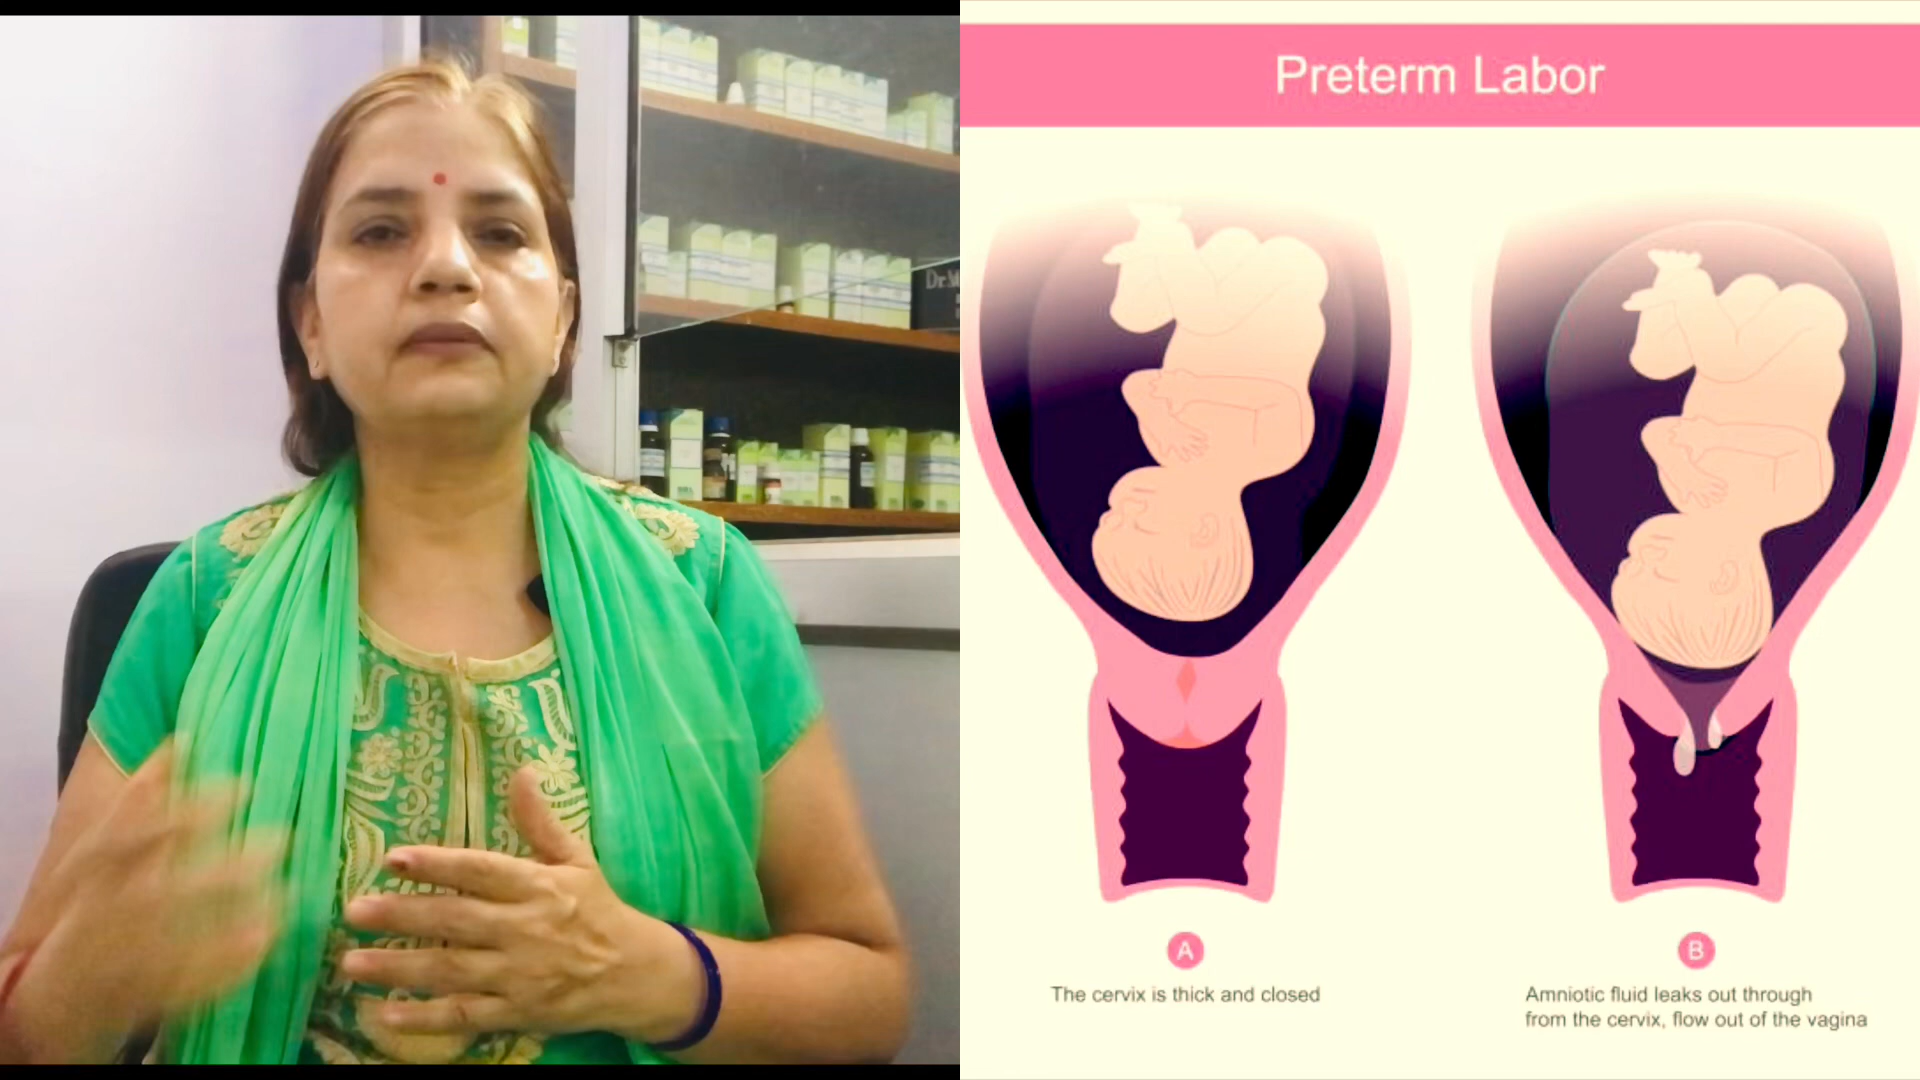 Preterm Labor
A
B
The cervix is thick and closed
Amniotic fluid leaks out through
from the cervix, flow out of the vagina